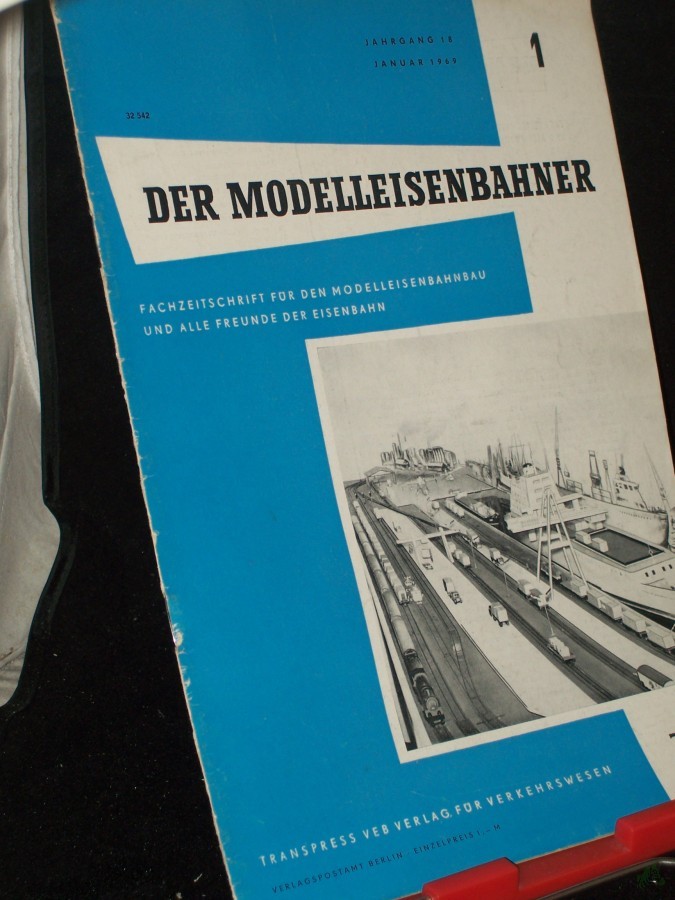 JAHRGANG 18
JANUAR 1969
1
32 542
DER MODELLEISENBAHNER
FACHZEITSCHRIFT FÜR DEN MODELLEISENBAHNBAU
UND ALLE FREUNDE DER EISENBAHN
TRANSPRESS VEB VERLAG FÜR VERKEHRSWESEN
VERLAGSPOSTAMT BERLIN · EINZELPREIS 1,– M